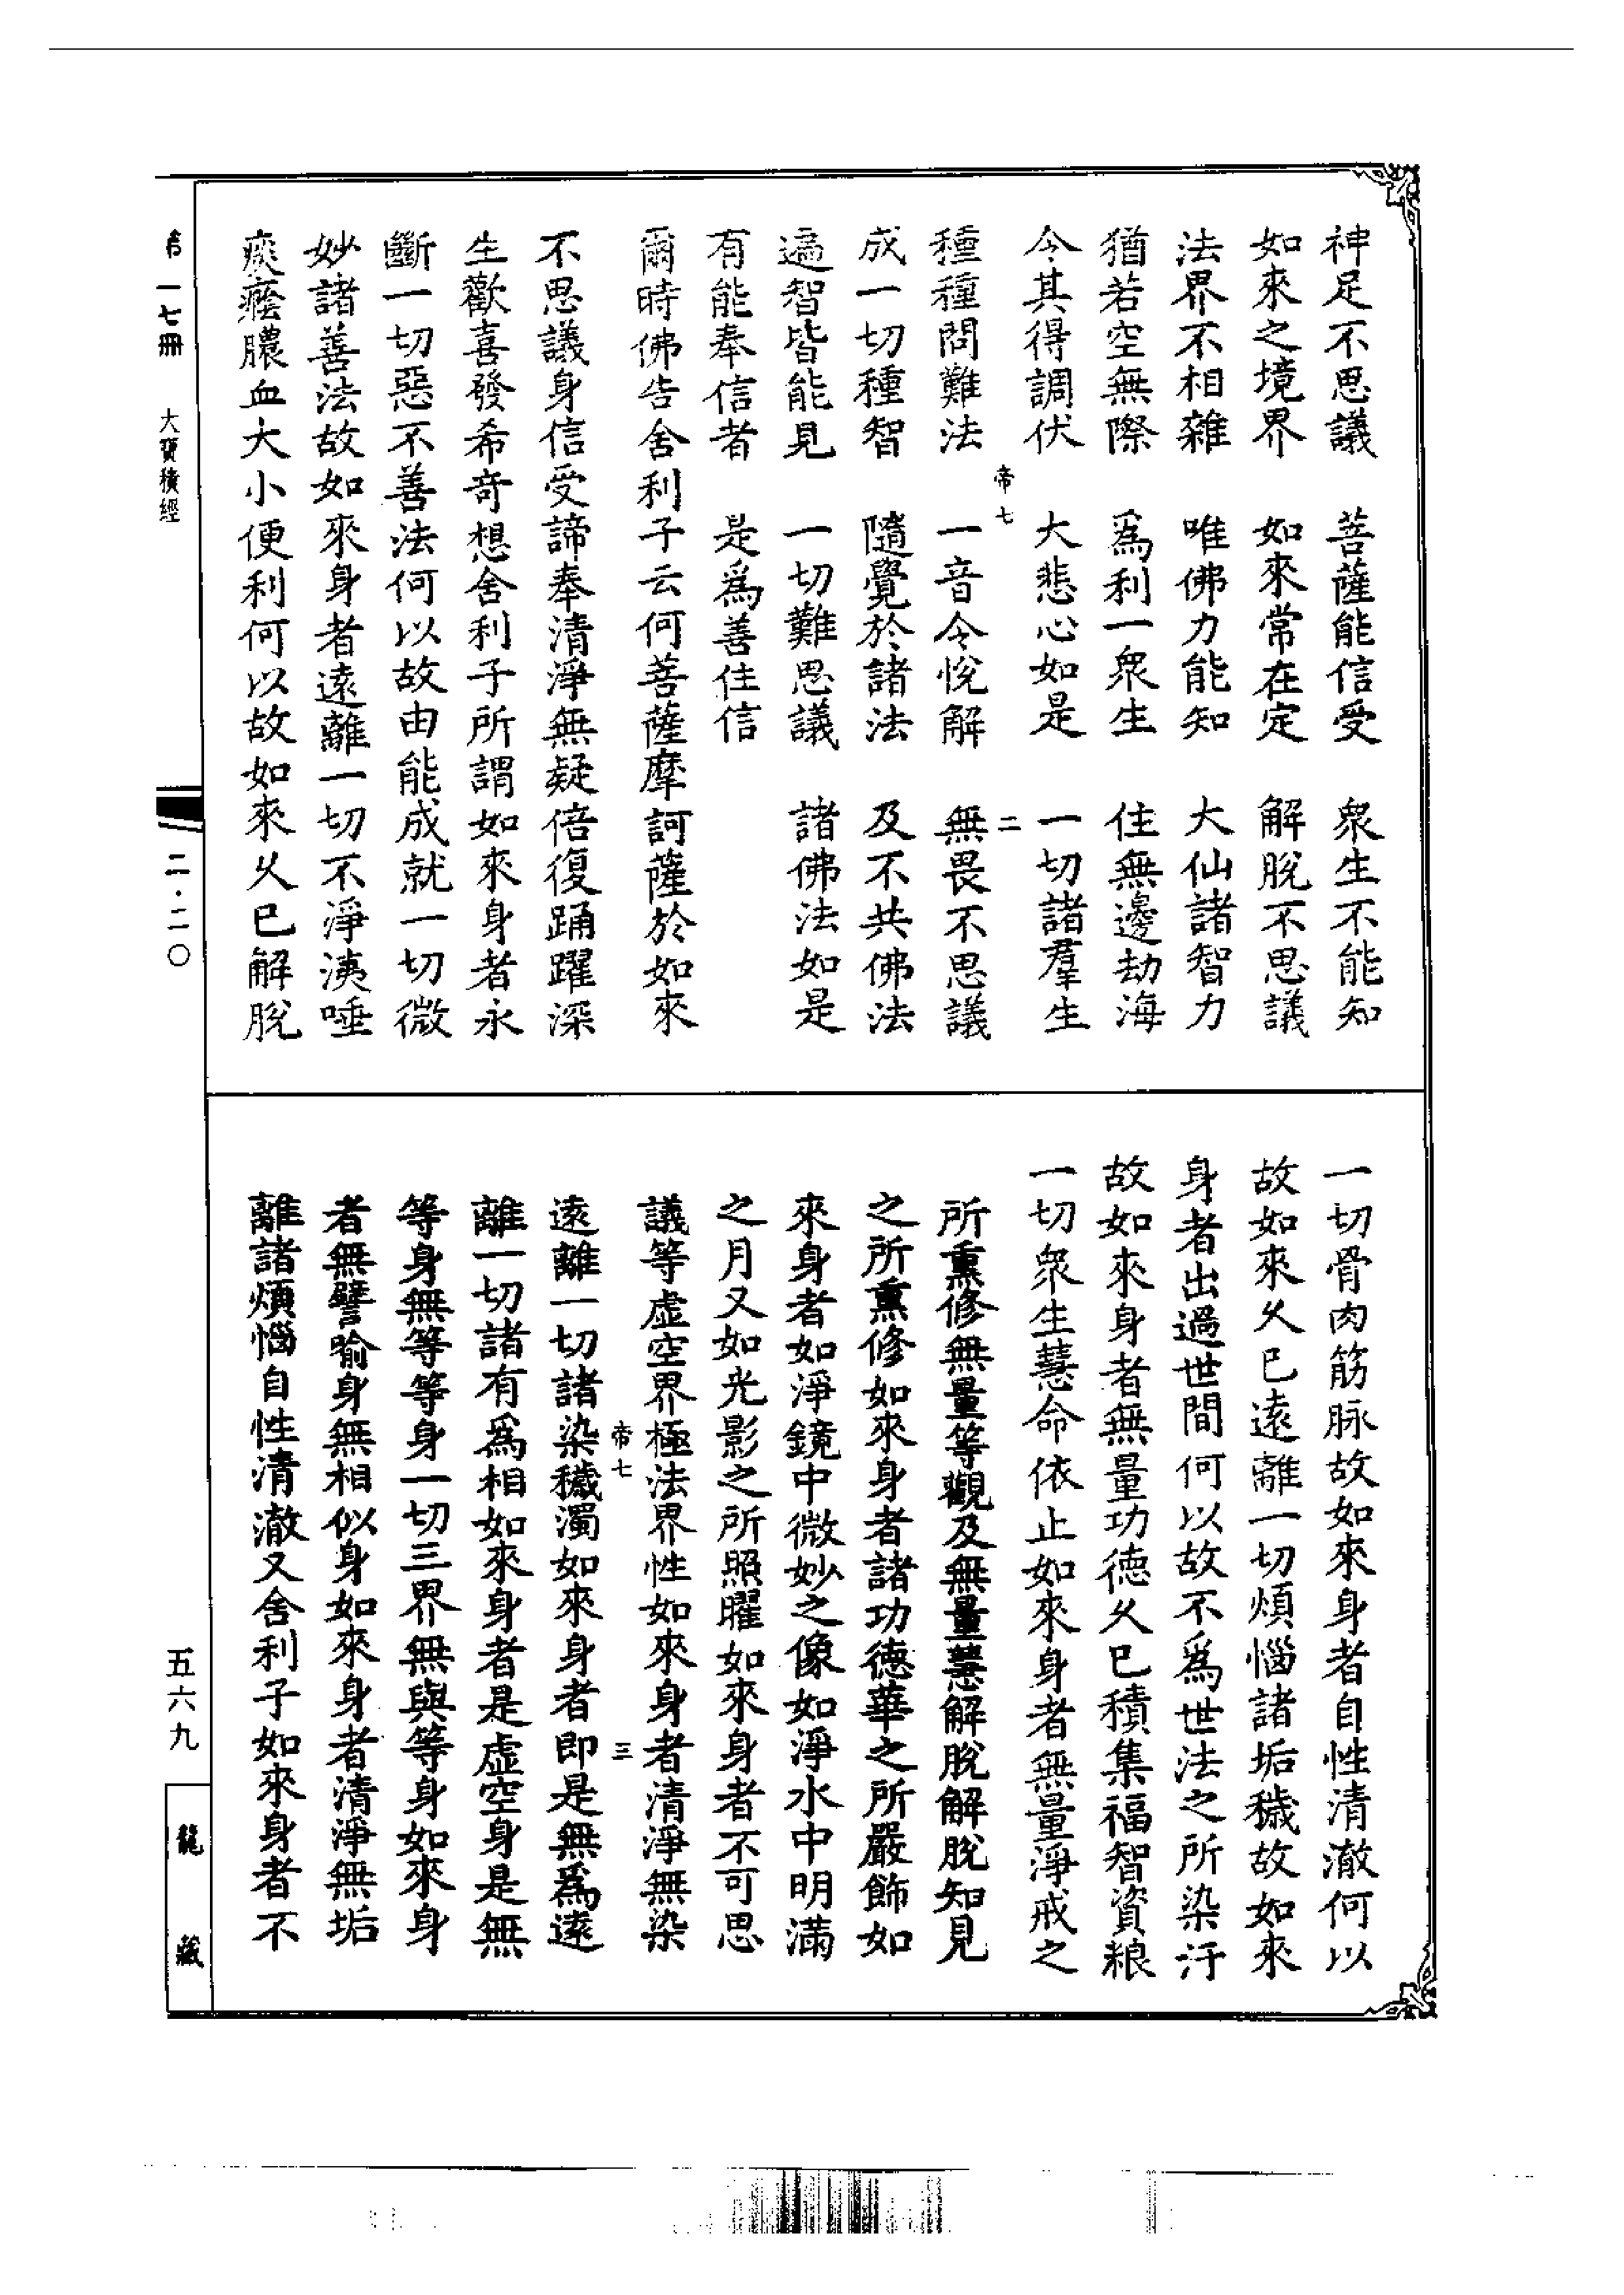 神足不思議　菩薩能信受　衆生不能知
如來之境界　如來常在定　解脫不思議
法界不相雜　唯佛力能知　大仙諸智力
猶若空無際　爲利一衆生　住無邊劫海
令其得調伏　大悲心如是　一切諸羣生
帝七　二
種種問難法　一音令悅解　無畏不思議
成一切種智　隨覺於諸法　及不共佛法
遍智皆能見　一切難思議　諸佛法如是
有能奉信者　是爲善住信
爾時佛告舍利子云何菩薩摩訶薩於如來
不思議身信受諦奉清淨無疑倍復踊躍深
生歡喜發希奇想舍利子所謂如來身者永
斷一切惡不善法何以故由能成就一切微
妙諸善法故如來身者遠離一切不淨洟唾
痰癊膿血大小便利何以故如來久已解脫
一切骨肉筋脉故如來身者自性清澈何以
故如來久已遠離一切煩惱諸垢穢故如來
身者出過世間何以故不爲世法之所染汙
故如來身者無量功德久已積集福智資糧
一切衆生慧命依止如來身者無量淨戒之
所熏修無量等觀及無量慧解脫解脫知見
之所熏修如來身者諸功德華之所嚴飾如
來身者如淨鏡中微妙之像如淨水中明滿
之月又如光影之所照曜如來身者不可思
議等虛空界極法界性如來身者清淨無染
帝七　三
遠離一切諸染穢濁如來身者即是無爲遠
離一切諸有爲相如來身者是虛空身是無
等身無等等身一切三界無與等身如來身
者無譬喻身無相似身如來身者清淨無垢
離諸煩惱自性清澈又舍利子如來身者不
第一七冊　大寶積經
二·二〇
五六九
龍藏